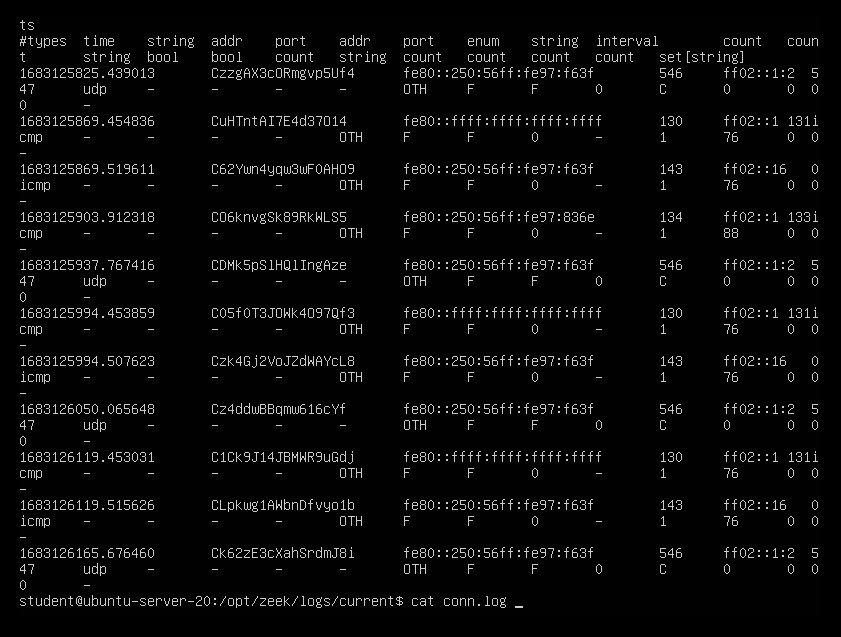 ts
#types  time    string  addr    port    addr    port    enum    string  interval        count   coun
t       string  bool    bool    count   string  count   count   count   count   set[string]
1683125825.439013       CzzgAX3cORmgvp5Uf4      fe80::250:56ff:fe97:f63f        546     ff02::1:2  5
47      udp     -       -       -       -       OTH     F       F       0       C       0       0  0
0       -
1683125869.454836       CuHTntAI7E4d37O14       fe80::ffff:ffff:ffff:ffff       130     ff02::1 131i
cmp     -       -       -       OTH     F       F       0       -       1       76      0  0
-
1683125869.519611       C62Ywn4yqw3wF0AHO9      fe80::250:56ff:fe97:f63f        143     ff02::16   0
icmp    -       -       -       OTH     F       F       0       -       1       76      0  0
-
1683125903.912318       CO6knvgSk89RkWLS5       fe80::250:56ff:fe97:836e        134     ff02::1 133i
cmp     -       -       -       OTH     F       F       0       -       1       88      0  0
-
1683125937.767416       CDMk5pSlHQlIngAze       fe80::250:56ff:fe97:f63f        546     ff02::1:2  5
47      udp     -       -       -       -       OTH     F       F       0       C       0       0  0
0       -
1683125994.453859       CO5f0T3JOWk4O97Qf3      fe80::ffff:ffff:ffff:ffff       130     ff02::1 131i
cmp     -       -       -       OTH     F       F       0       -       1       76      0  0
-
1683125994.507623       Czk4Gj2VoJZdWAYcL8      fe80::250:56ff:fe97:f63f        143     ff02::16   0
icmp    -       -       -       OTH     F       F       0       -       1       76      0  0
-
1683126050.065648       Cz4ddwBBqmw616cYf       fe80::250:56ff:fe97:f63f        546     ff02::1:2  5
47      udp     -       -       -       -       OTH     F       F       0       C       0       0  0
0       -
1683126119.453031       C1Ck9J14JBMWR9uGdj      fe80::ffff:ffff:ffff:ffff       130     ff02::1 131i
cmp     -       -       -       OTH     F       F       0       -       1       76      0  0
-
1683126119.515626       CLpkwg1AWbnDfvyo1b      fe80::250:56ff:fe97:f63f        143     ff02::16   0
icmp    -       -       -       OTH     F       F       0       -       1       76      0  0
-
1683126165.676460       Ck62zE3cXahSrdmJ8i      fe80::250:56ff:fe97:f63f        546     ff02::1:2  5
47      udp     -       -       -       -       OTH     F       F       0       C       0       0  0
0       -
student@ubuntu-server-20:/opt/zeek/logs/current$ cat conn.log _